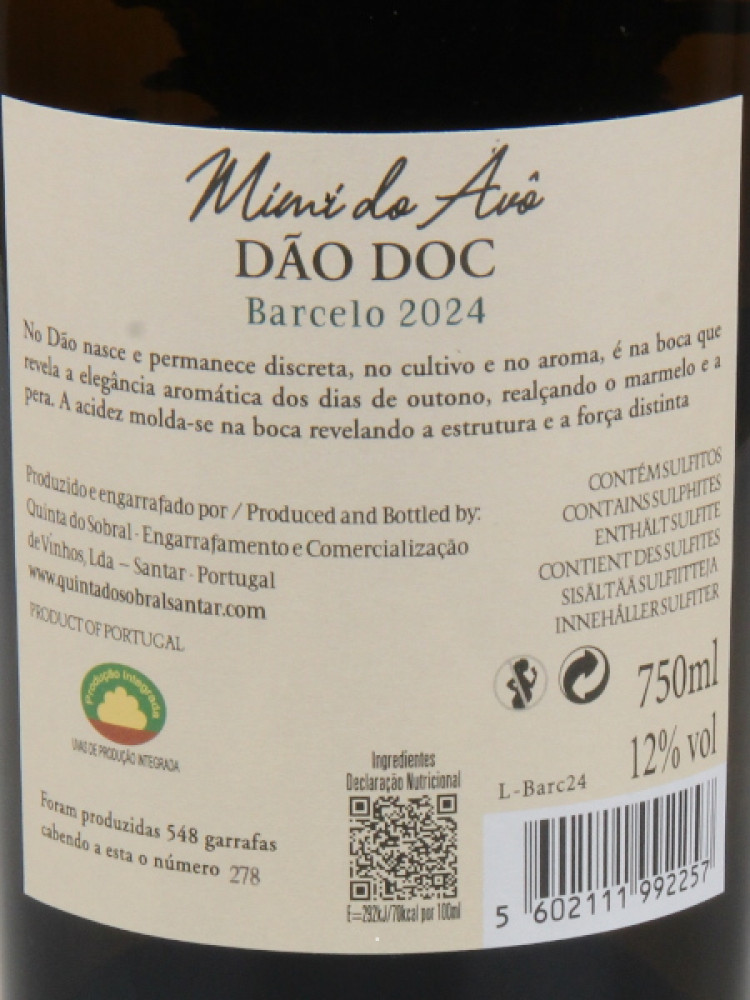 Mimi do Avô
DÃO DOC
Barcelo 2024
No Dão nasce e permanece discreta, no cultivo e no aroma, é na boca que
revela a elegância aromática dos dias de outono, realçando o marmelo e a
pera. A acidez molda-se na boca revelando a estrutura e a força distinta
Produzido e engarrafado por / Produced and Bottled by:
Quinta do Sobral - Engarrafamento e Comercialização
de Vinhos, Lda – Santar - Portugal
www.quintadosobralsantar.com
PRODUCT OF PORTUGAL
CONTÉM SULFITOS
CONTAINS SULPHITES
ENTHÄLT SULFITE
CONTIENT DES SULFITES
SISÄLTÄÄ SULFIITTEJA
INNEHÅLLER SULFITER
Produção Integrada
UVAS DE PRODUÇÃO INTEGRADA
750ml
12% vol
Foram produzidas 548 garrafas
cabendo a esta o número 278
Ingredientes
Declaração Nutricional
E=292kJ/70kcal por 100ml
L-Barc24
5 602111 992257